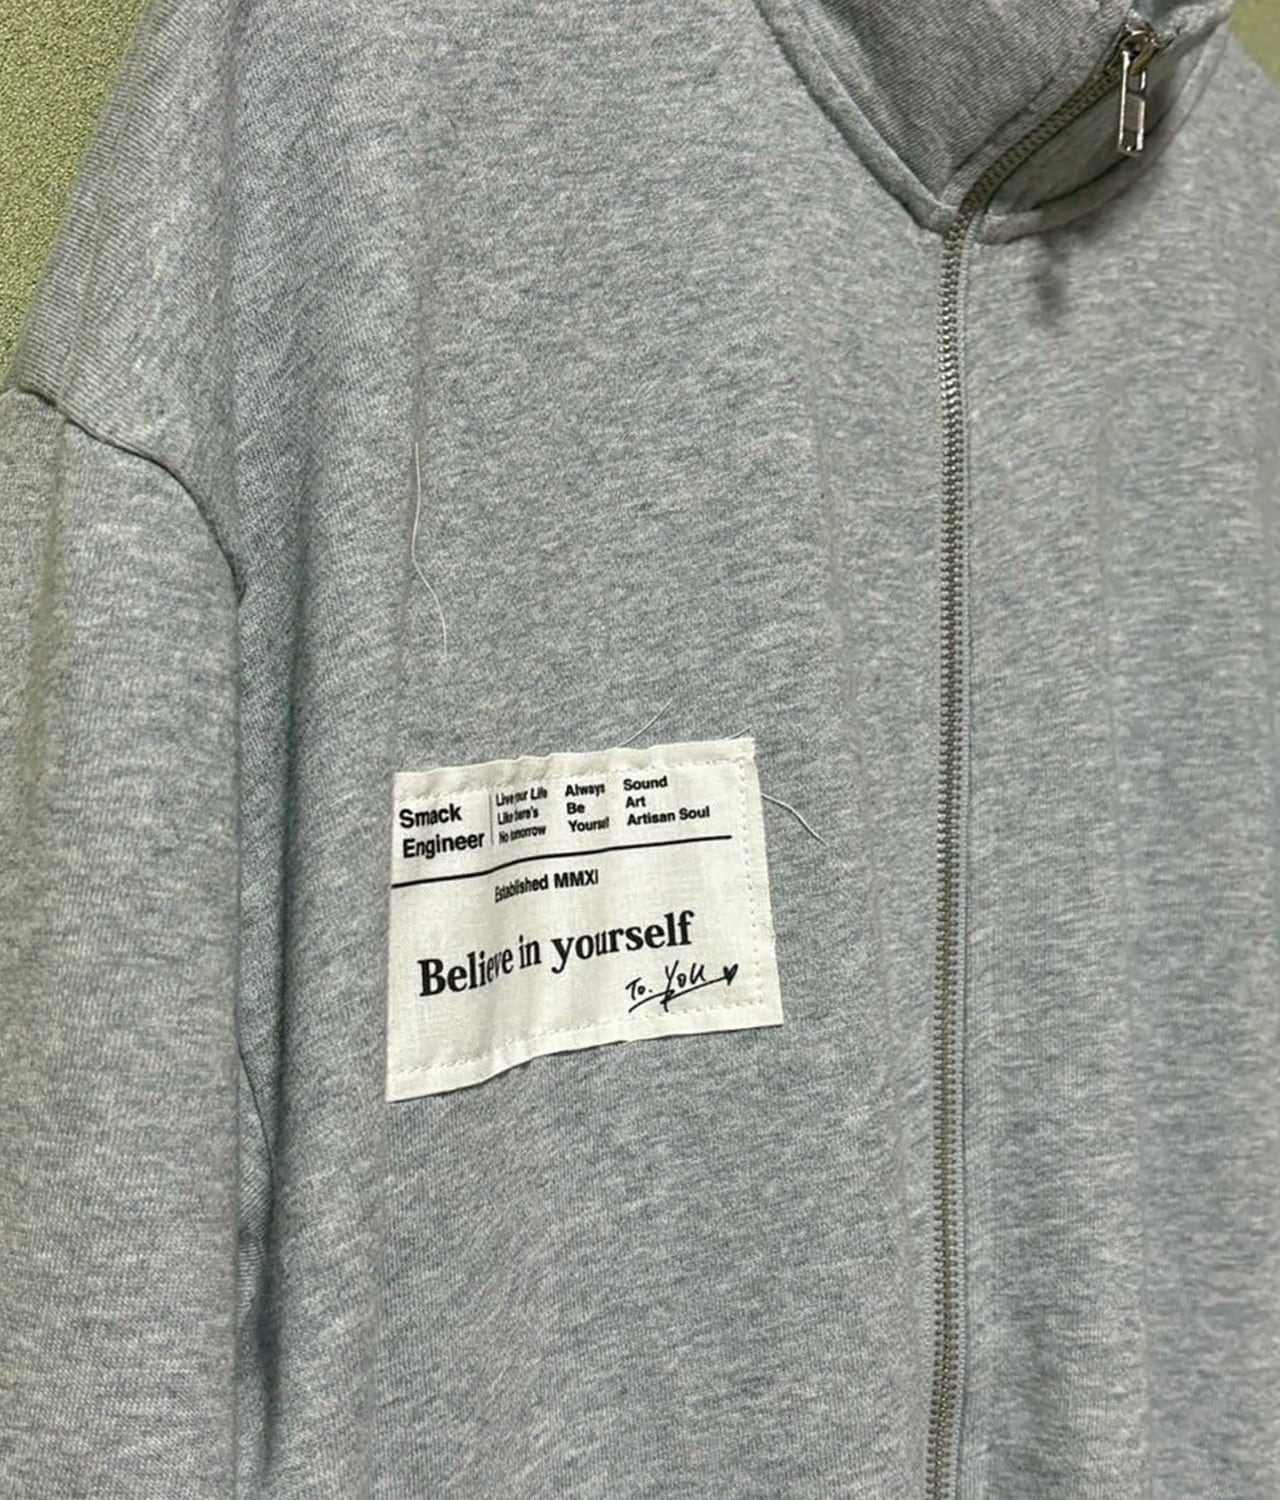 Smack
Engineer
Live your Life
Like there's
No tomorrow
Always
Be
Yourself
Sound
Art
Artisan Soul
Established MMXI
Believe in yourself
To. You ♥